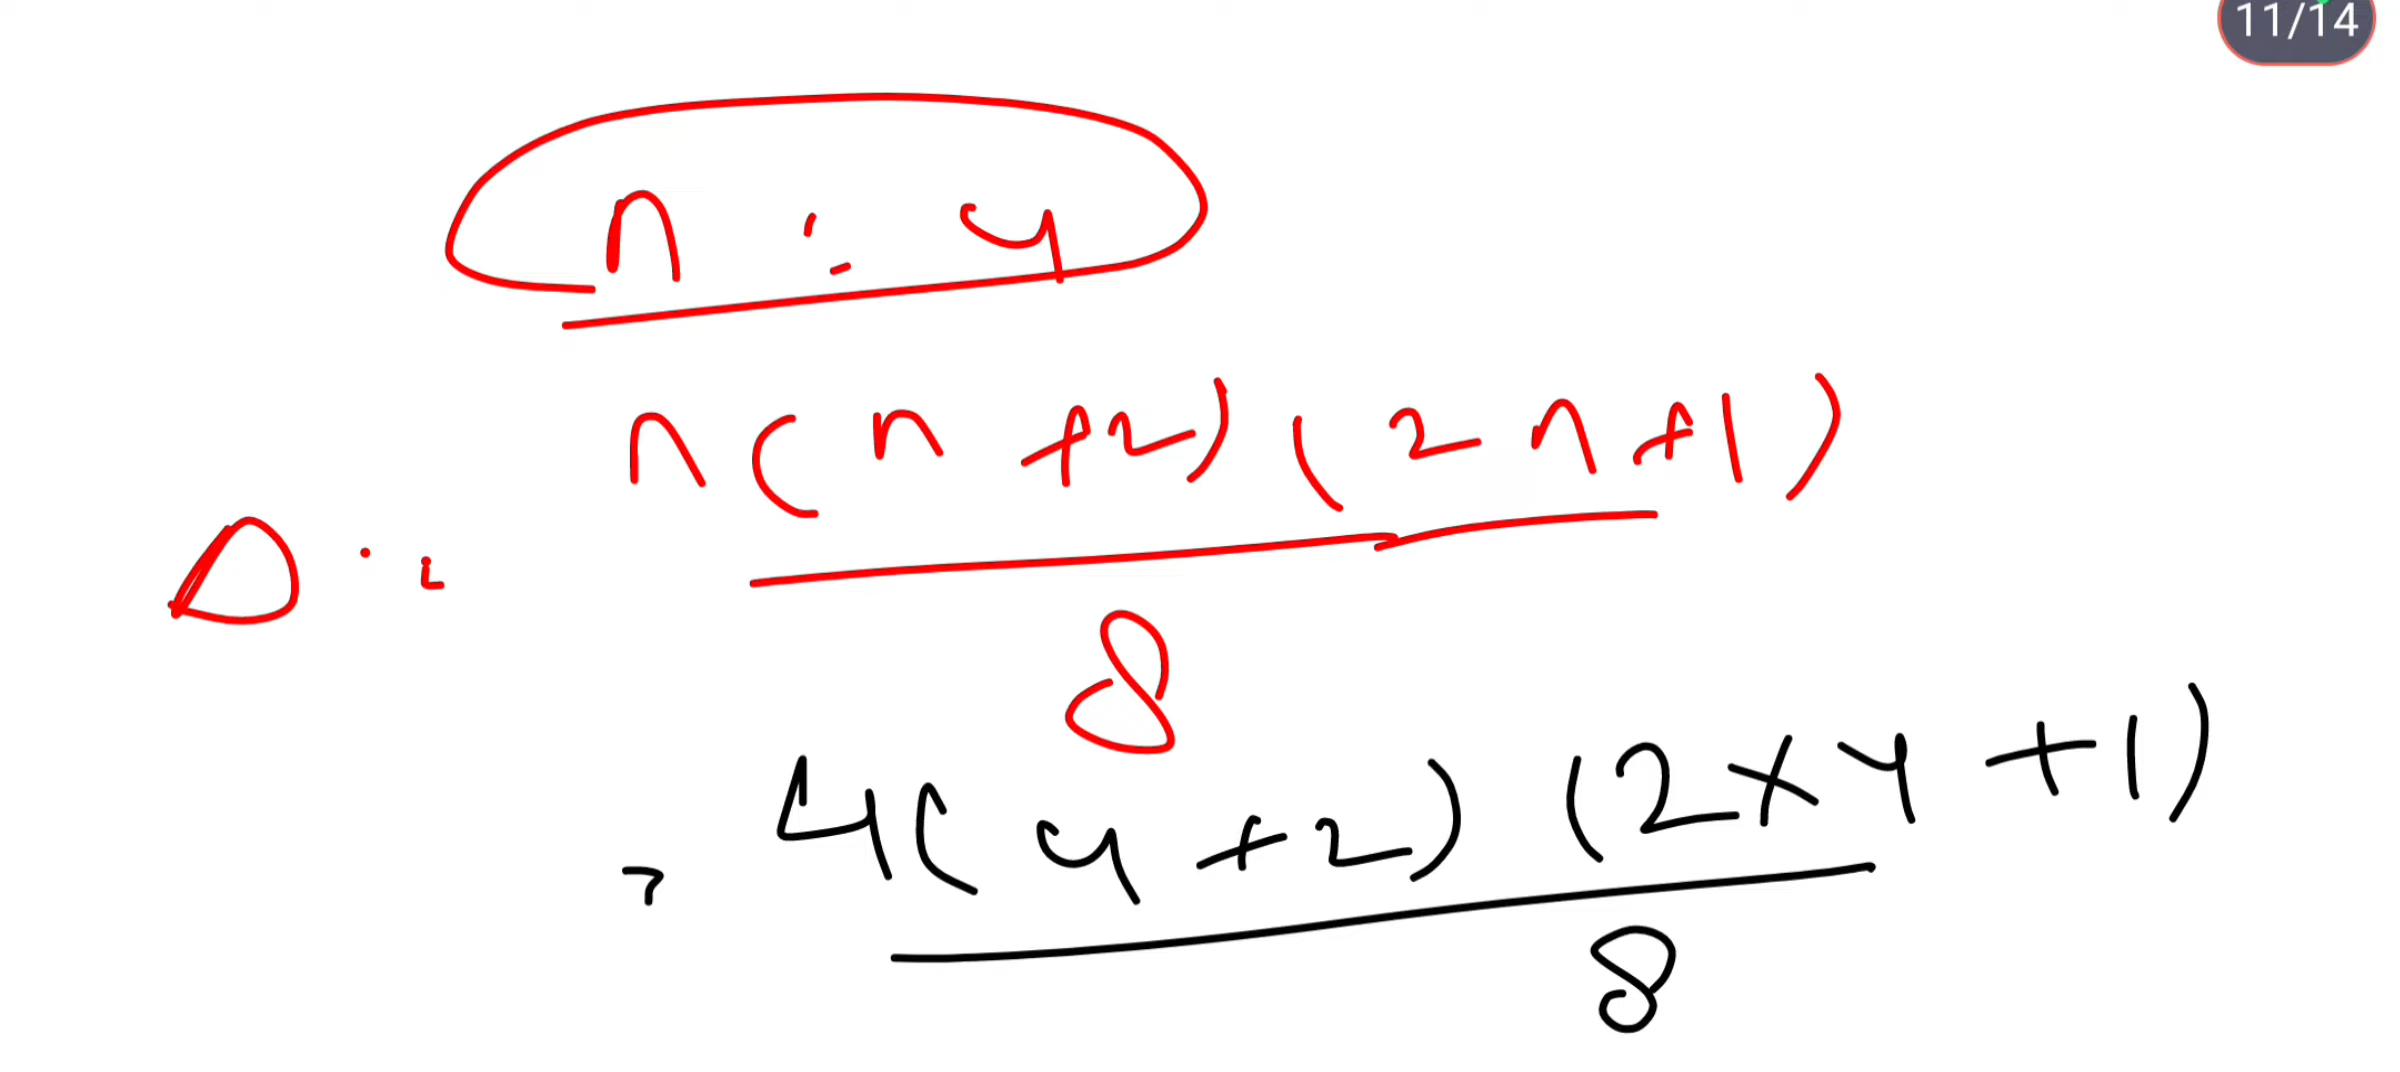 11/14
n : 4
n(n+2)(2n+1)
Δ :
8
= 4(4+2)(2×4+1)
8